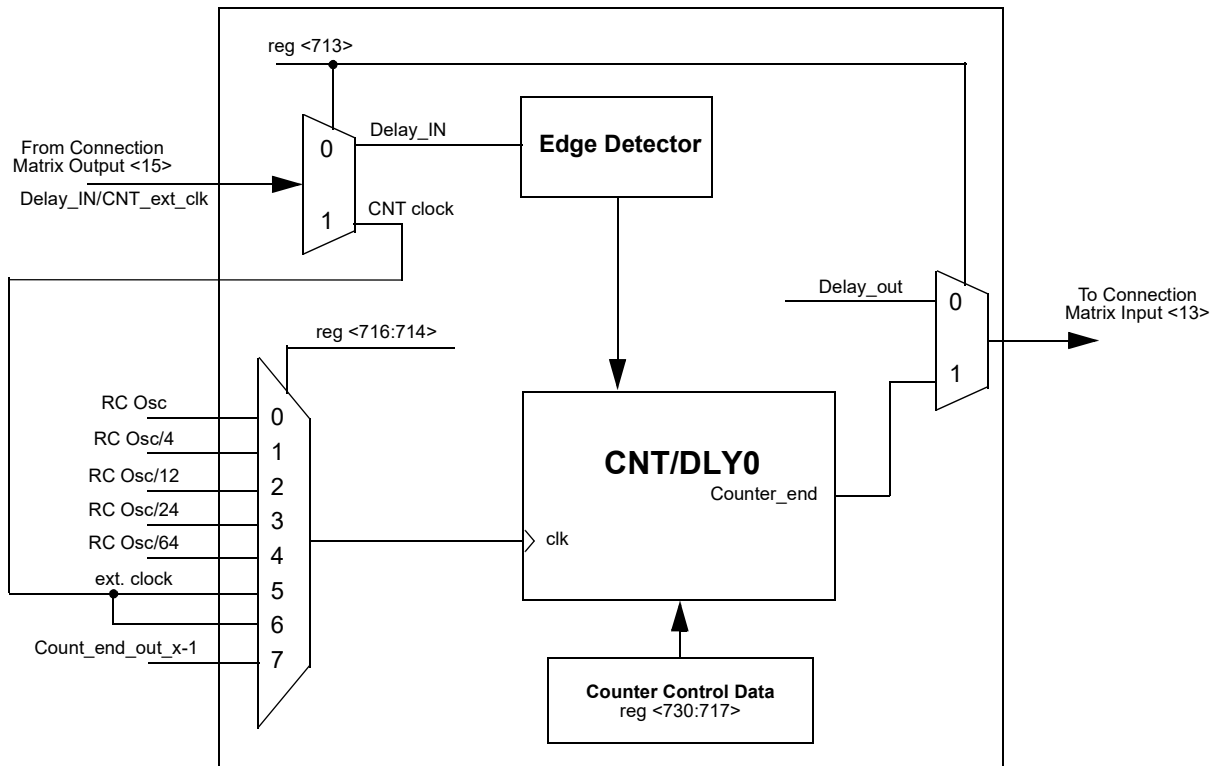 reg <713>
From Connection
Matrix Output <15>
Delay_IN/CNT_ext_clk
0
1
Delay_IN
CNT clock
Edge Detector
Delay_out
0
1
To Connection
Matrix Input <13>
reg <716:714>
RC Osc
0
RC Osc/4
1
RC Osc/12
2
RC Osc/24
3
RC Osc/64
4
ext. clock
5
6
Count_end_out_x-1
7
CNT/DLY0
Counter_end
clk
Counter Control Data
reg <730:717>